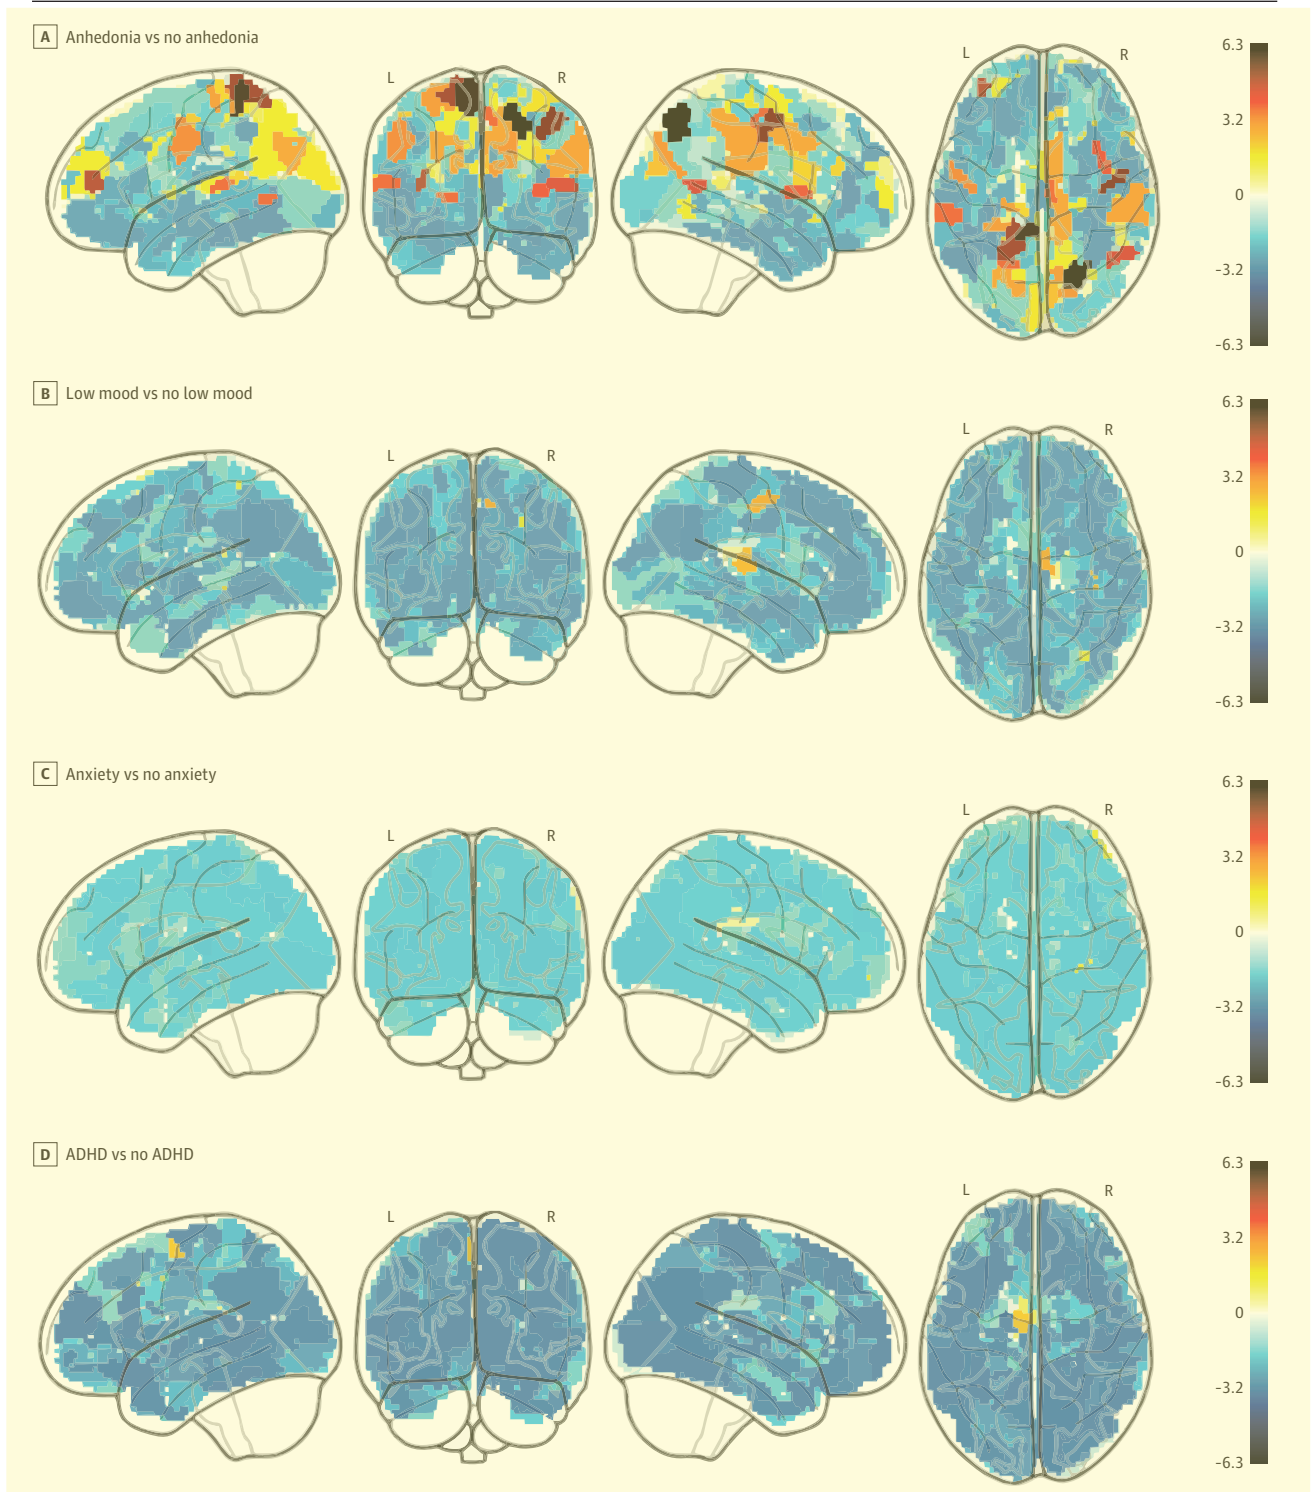 A Anhedonia vs no anhedonia
L R L R
6.3
3.2
0
-3.2
-6.3
B Low mood vs no low mood
L R L R
6.3
3.2
0
-3.2
-6.3
C Anxiety vs no anxiety
L R L R
6.3
3.2
0
-3.2
-6.3
D ADHD vs no ADHD
L R L R
6.3
3.2
0
-3.2
-6.3